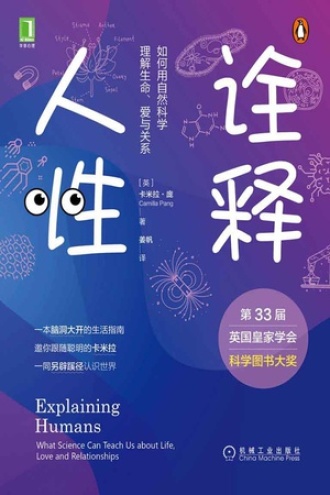 华章心理
诠释
人性
如何用自然科学
理解生命、爱与关系
[英]
卡米拉·庞
Camilla Pang
著
姜帆
译
第33届
英国皇家学会
科学图书大奖
一本脑洞大开的生活指南
邀你跟随聪明的卡米拉
一同另辟蹊径认识世界
Explaining
Humans
What Science Can Teach Us about Life,
Love and Relationships
机械工业出版社
China Machine Press